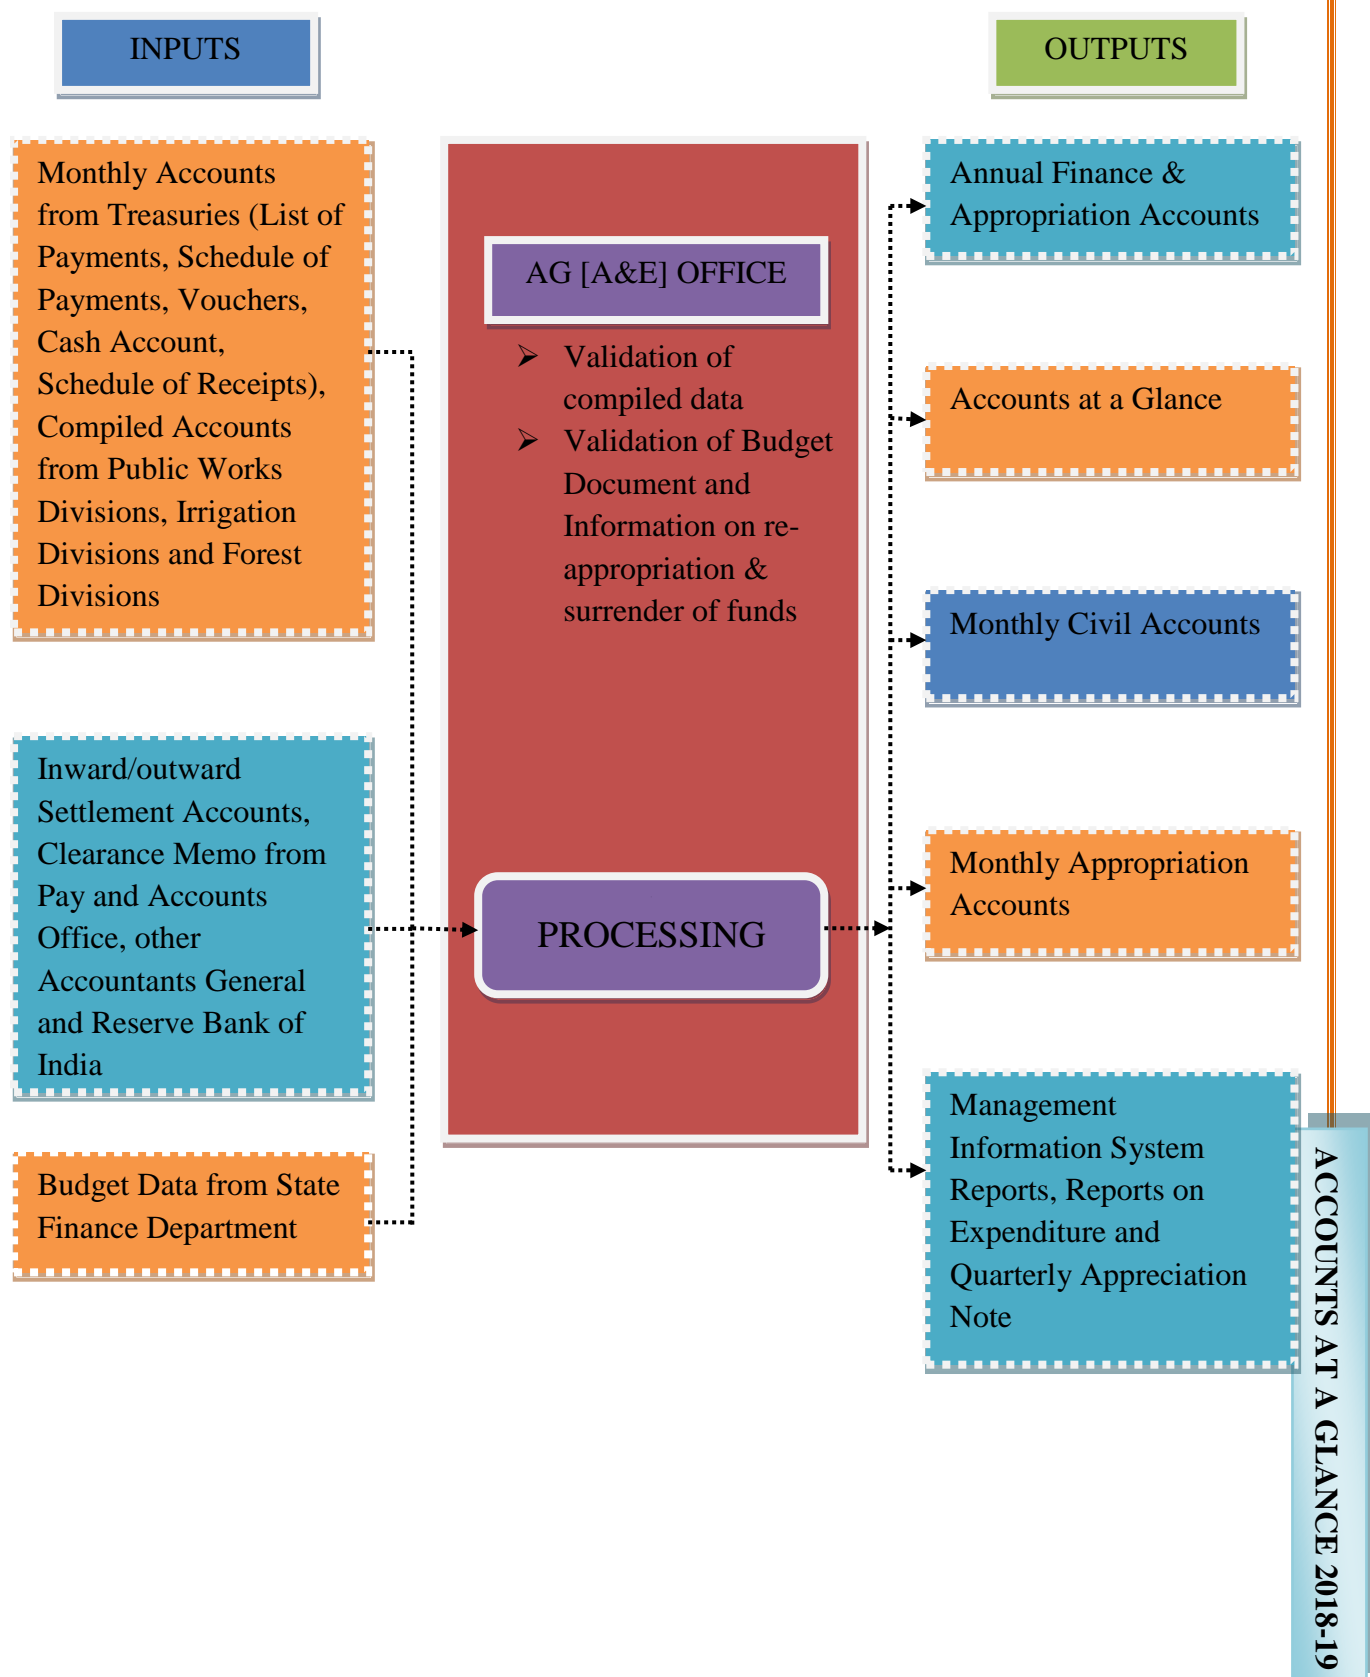 INPUTS
OUTPUTS
Monthly Accounts
from Treasuries (List of
Payments, Schedule of
Payments, Vouchers,
Cash Account,
Schedule of Receipts),
Compiled Accounts
from Public Works
Divisions, Irrigation
Divisions and Forest
Divisions
Inward/outward
Settlement Accounts,
Clearance Memo from
Pay and Accounts
Office, other
Accountants General
and Reserve Bank of
India
Budget Data from State
Finance Department
AG [A&E] OFFICE
➢ Validation of
compiled data
➢ Validation of Budget
Document and
Information on re-
appropriation &
surrender of funds
PROCESSING
Annual Finance &
Appropriation Accounts
Accounts at a Glance
Monthly Civil Accounts
Monthly Appropriation
Accounts
Management
Information System
Reports, Reports on
Expenditure and
Quarterly Appreciation
Note
ACCOUNTS AT A GLANCE 2018-19